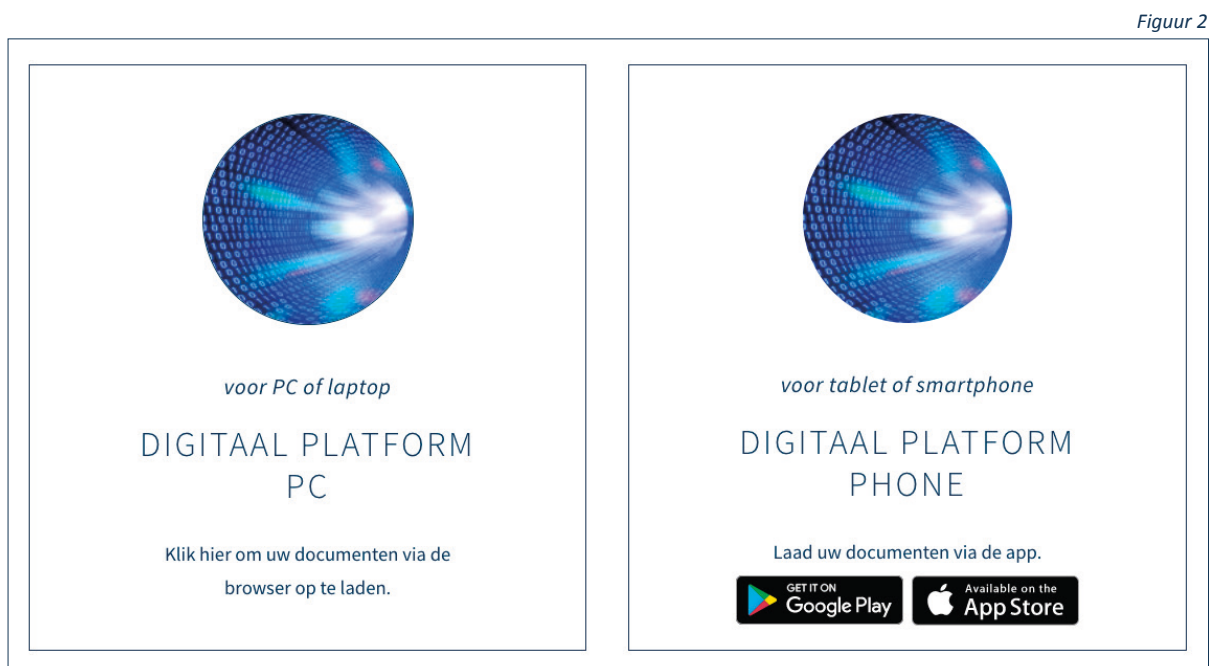 Figuur 2
voor PC of laptop
DIGITAAL PLATFORM
PC
Klik hier om uw documenten via de
browser op te laden.
voor tablet of smartphone
DIGITAAL PLATFORM
PHONE
Laad uw documenten via de app.
GET IT ON
Google Play
Available on the
App Store